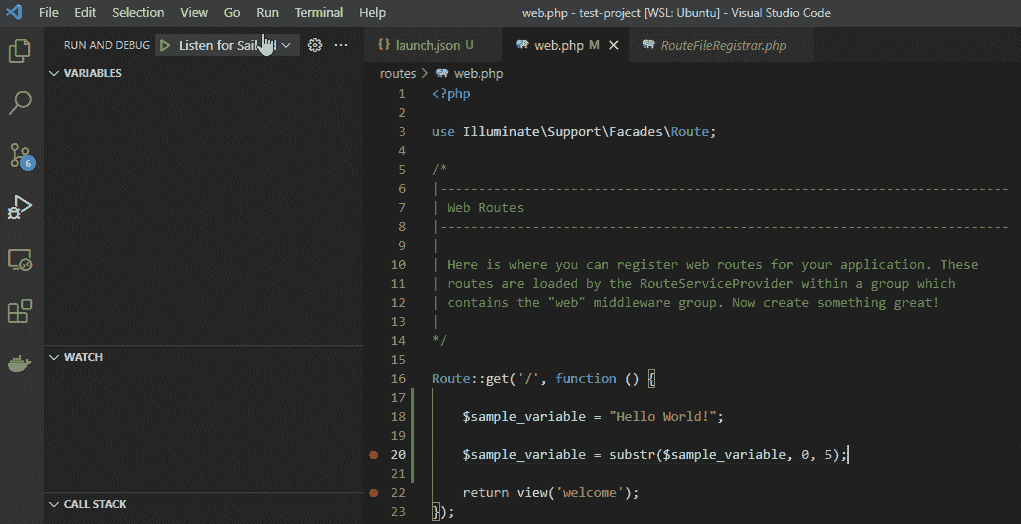 File Edit Selection View Go Run Terminal Help web.php - test-project [WSL: Ubuntu] - Visual Studio Code
RUN AND DEBUG Listen for
launch.json U web.php M RouteFileRegistrar.php
VARIABLES
routes > web.php
1 <?php
2
3 use Illuminate\Support\Facades\Route;
4
5 /*
6 |--------------------------------------------------------------------------
7 | Web Routes
8 |--------------------------------------------------------------------------
9 |
10 | Here is where you can register web routes for your application. These
11 | routes are loaded by the RouteServiceProvider within a group which
12 | contains the "web" middleware group. Now create something great!
13 |
14 */
15
16 Route::get('/', function () {
17
18 $sample_variable = "Hello World!";
19
20 $sample_variable = substr($sample_variable, 0, 5);
21
22 return view('welcome');
23 });
6
WATCH
CALL STACK